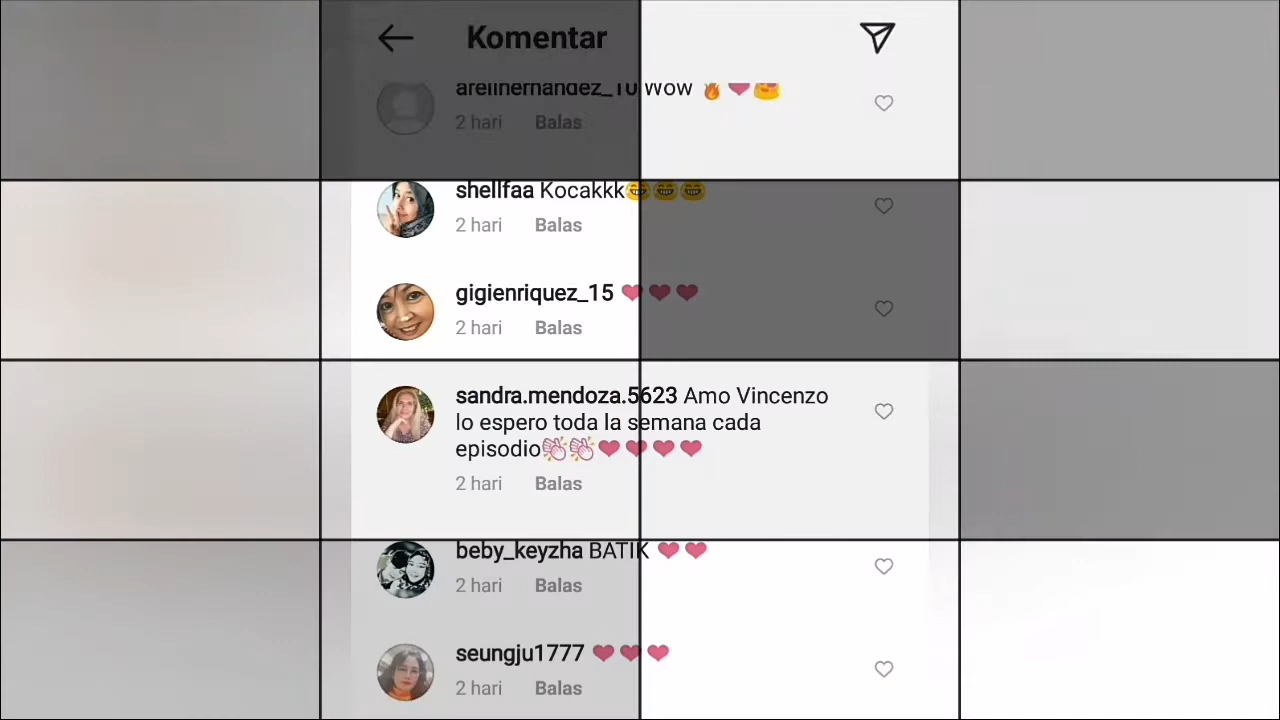 Komentar
arelihernandez_10 Wow 🔥❤️😍
2 hari Balas
shellfaa Kocakkk😁😁😁
2 hari Balas
gigienriquez_15 ❤️❤️❤️
2 hari Balas
sandra.mendoza.5623 Amo Vincenzo
lo espero toda la semana cada
episodio👏👏❤️❤️❤️❤️
2 hari Balas
beby_keyzha BATIK ❤️❤️
2 hari Balas
seungju1777 ❤️❤️❤️
2 hari Balas